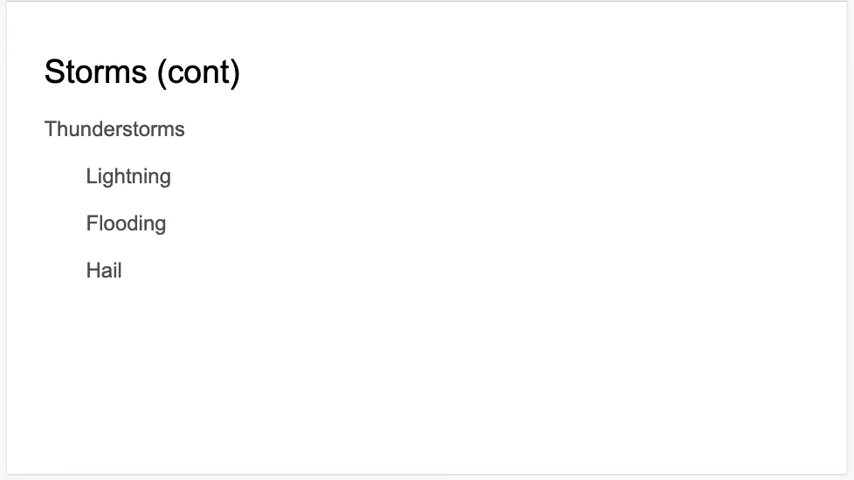 Storms (cont)
Thunderstorms
Lightning
Flooding
Hail